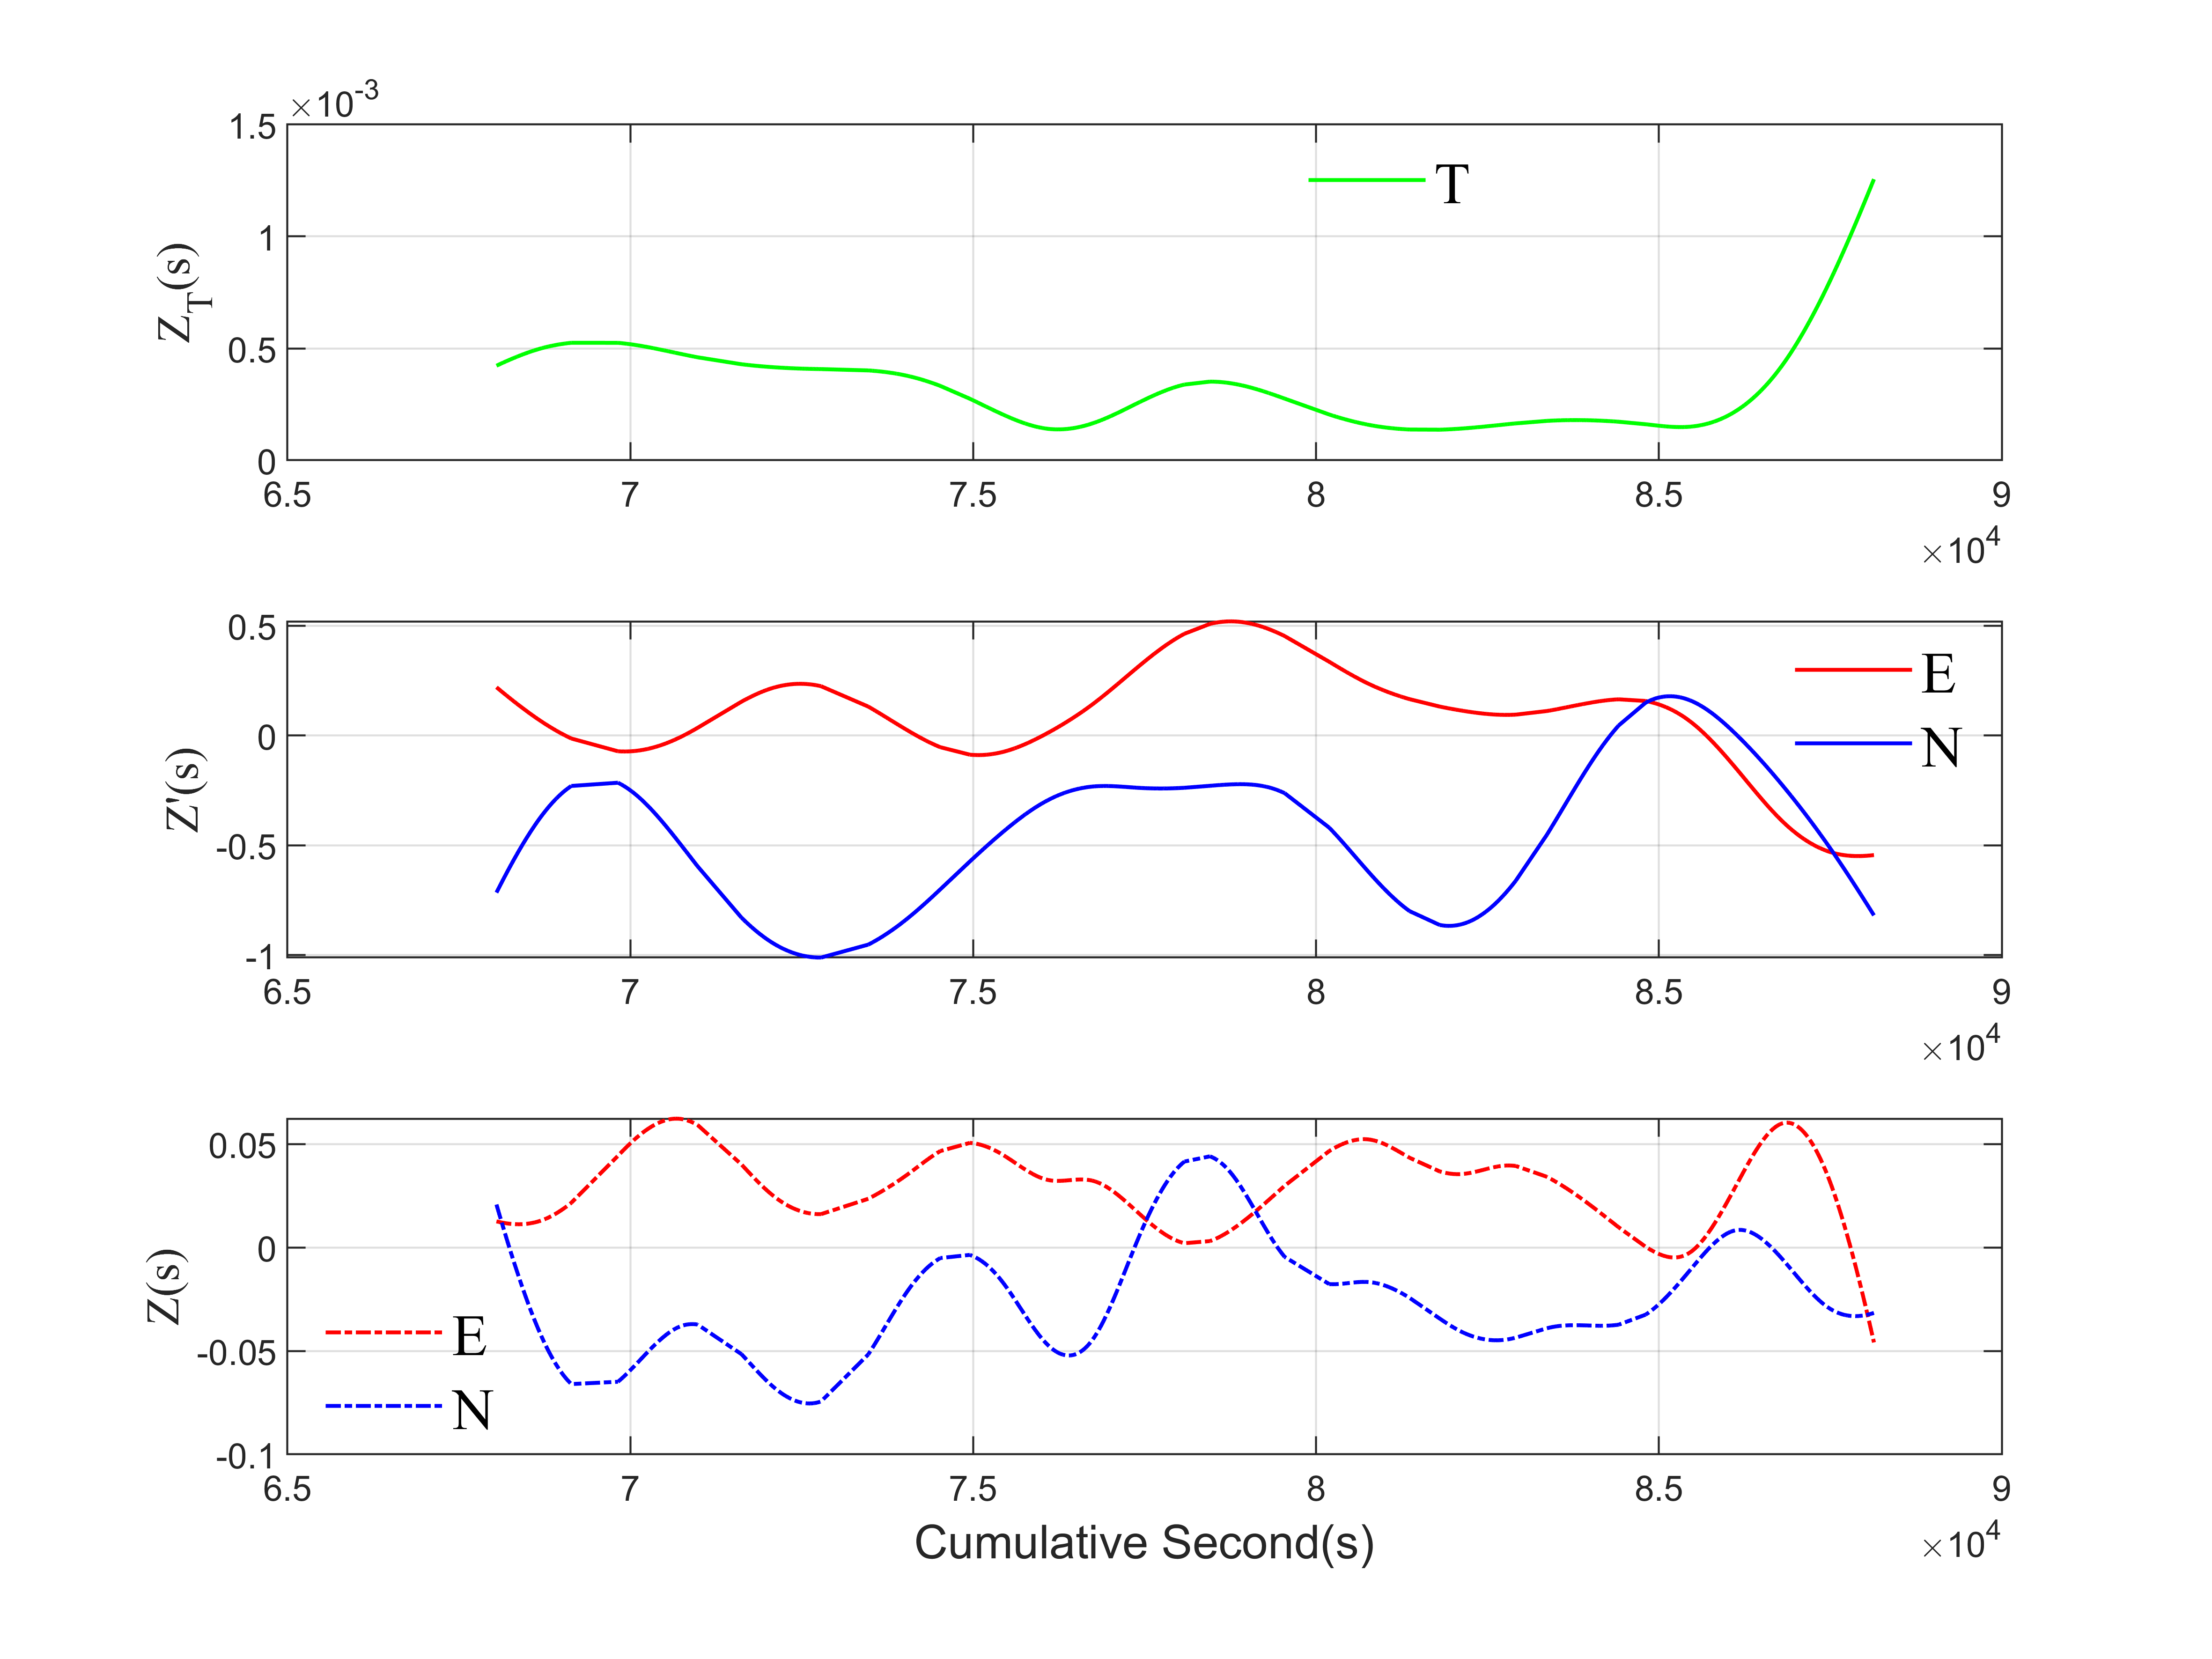 ×10^-3
1.5
1
0.5
0
Z_T(s)
T
6.5 7 7.5 8 8.5 9
×10^4
0.5
0
-0.5
-1
Z'(s)
E
N
6.5 7 7.5 8 8.5 9
×10^4
0.05
0
-0.05
-0.1
Z(s)
E
N
6.5 7 7.5 8 8.5 9
Cumulative Second(s)
×10^4